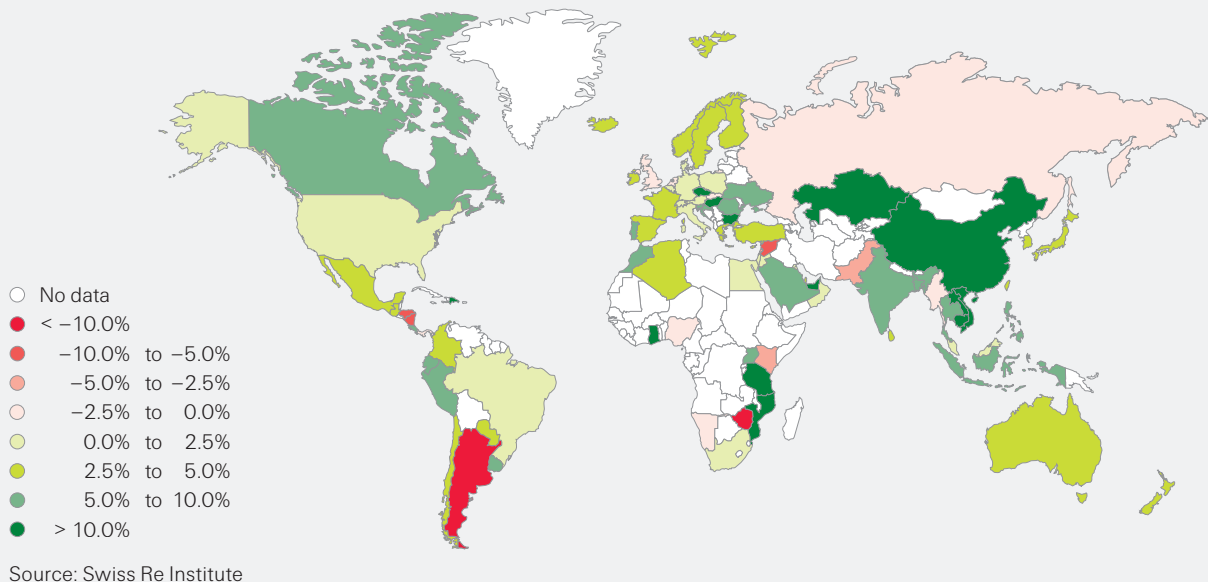 No data
< −10.0%
−10.0% to −5.0%
−5.0% to −2.5%
−2.5% to 0.0%
0.0% to 2.5%
2.5% to 5.0%
5.0% to 10.0%
> 10.0%
Source: Swiss Re Institute